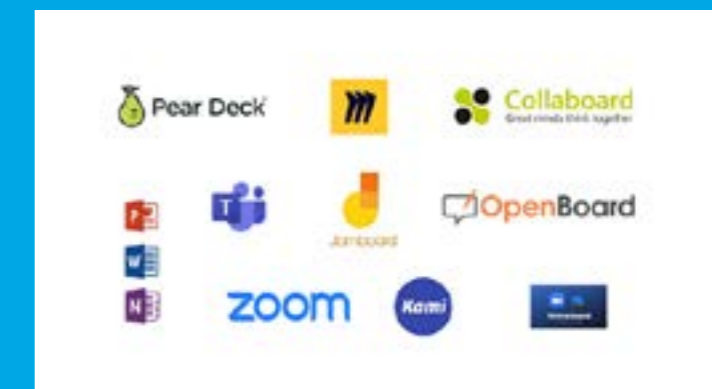 Pear Deck
m
Collaboard
Great minds think together
P
T
Jamboard
OpenBoard
W
N
zoom
Kami